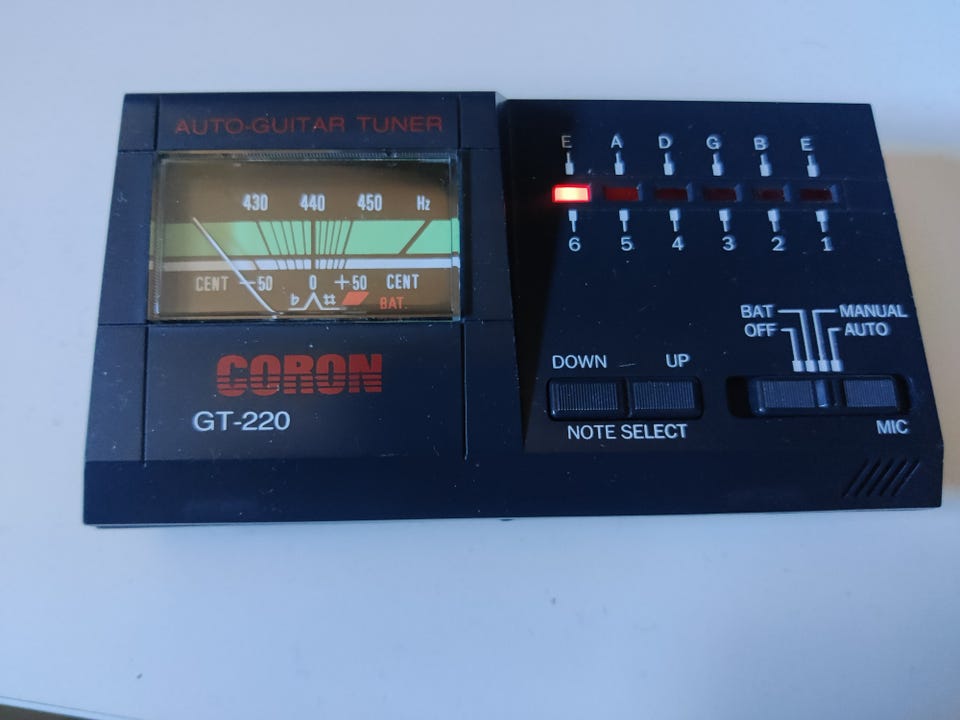 AUTO-GUITAR TUNER
430 440 450 Hz
CENT -50 0 +50 CENT
♭ # BAT.
CORON
GT-220
E A D G B E
6 5 4 3 2 1
BAT MANUAL
OFF AUTO
DOWN UP
NOTE SELECT
MIC